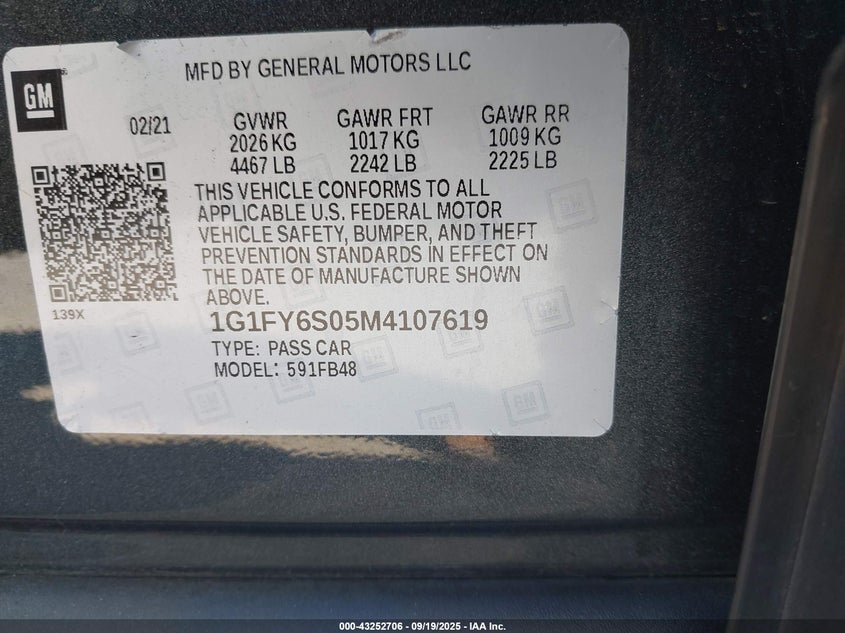 MFD BY GENERAL MOTORS LLC
GM
02/21
GVWR GAWR FRT GAWR RR
2026 KG 1017 KG 1009 KG
4467 LB 2242 LB 2225 LB
THIS VEHICLE CONFORMS TO ALL
APPLICABLE U.S. FEDERAL MOTOR
VEHICLE SAFETY, BUMPER, AND THEFT
PREVENTION STANDARDS IN EFFECT ON
THE DATE OF MANUFACTURE SHOWN
ABOVE.
139X
1G1FY6S05M4107619
TYPE: PASS CAR
MODEL: 591FB48
000-43252706 - 09/19/2025 - IAA Inc.